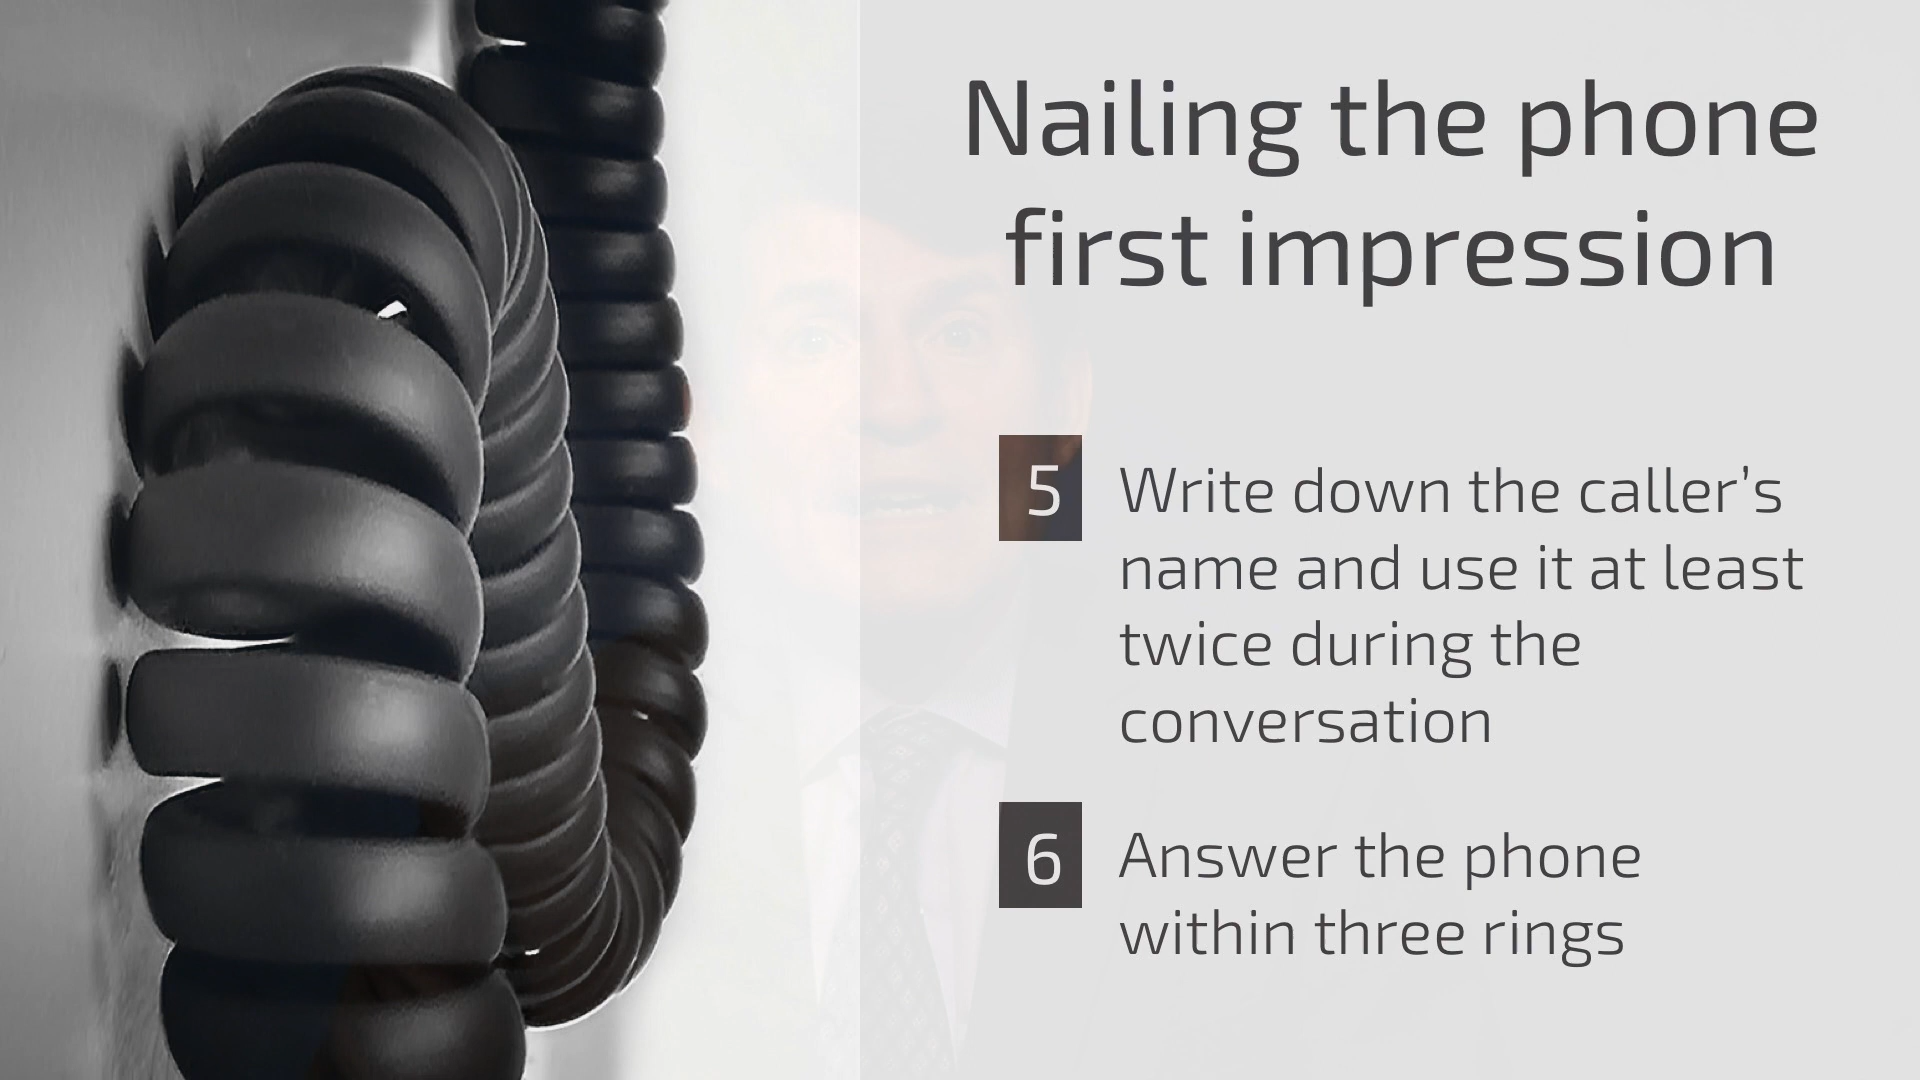 Nailing the phone
first impression
5 Write down the caller’s
name and use it at least
twice during the
conversation
6 Answer the phone
within three rings